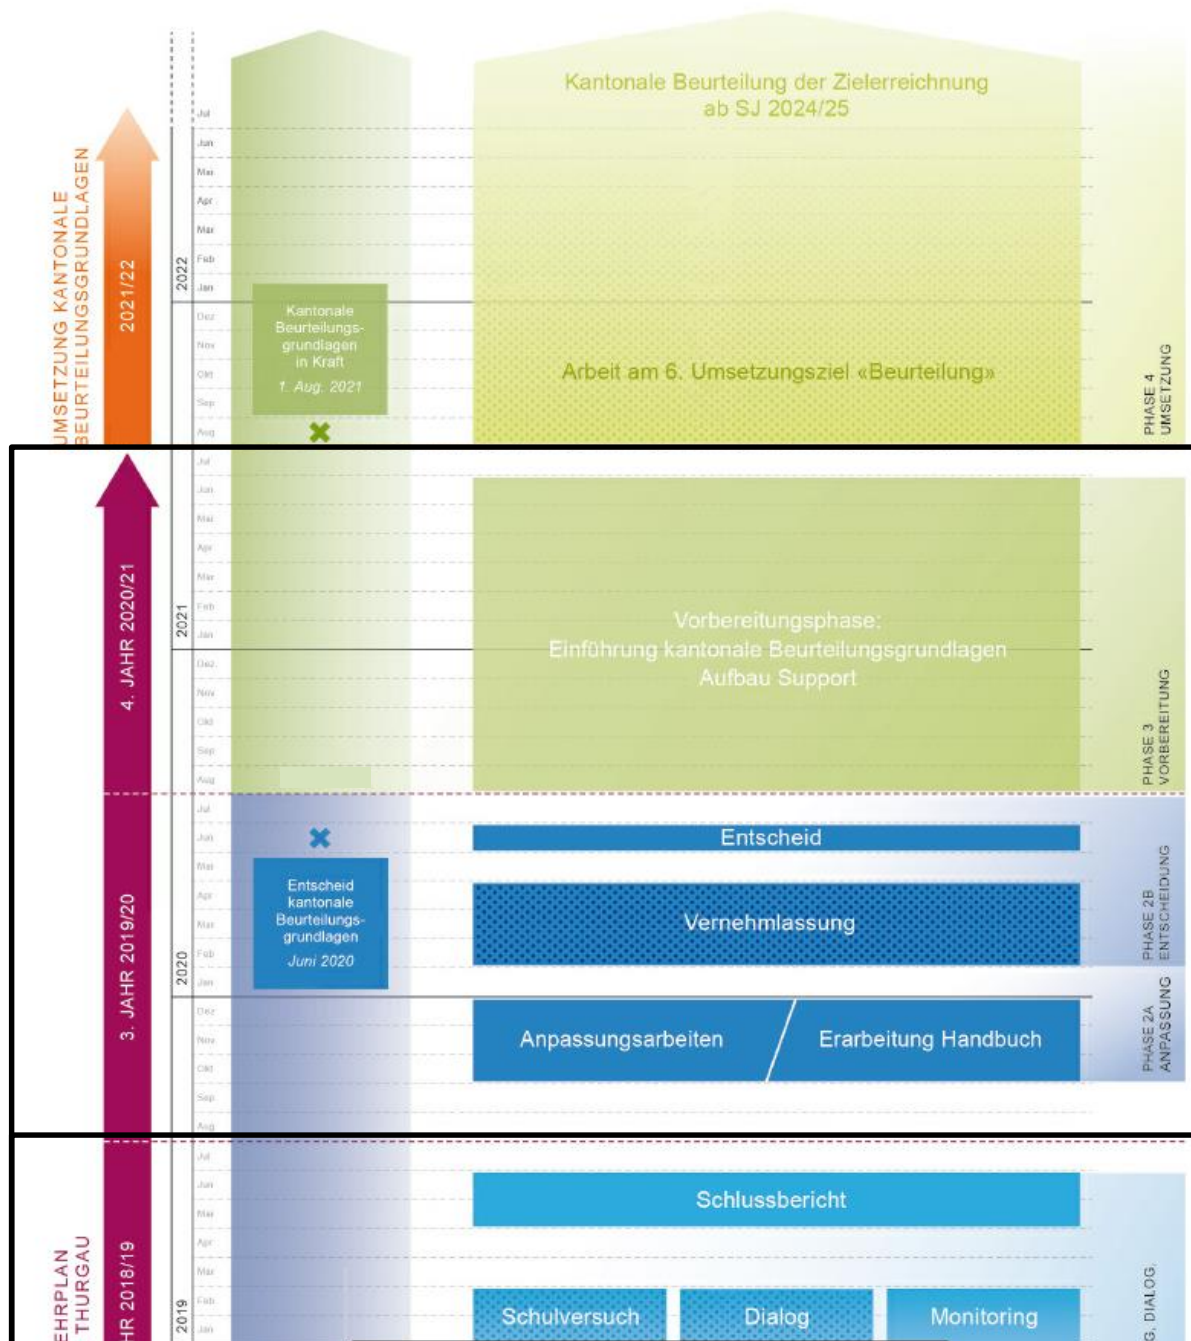 Kantonale Beurteilung der Zielerreichnung
ab SJ 2024/25
UMSETZUNG KANTONALE
BEURTEILUNGSGRUNDLAGEN
2021/22
2022
Jul
Jun
Mai
Apr
Mar
Feb
Jan
Dez
Nov
Okt
Sep
Aug
Kantonale
Beurteilungs-
grundlagen
in Kraft
1. Aug. 2021
Arbeit am 6. Umsetzungsziel «Beurteilung»
PHASE 4
UMSETZUNG
4. JAHR 2020/21
2021
Jul
Jun
Mai
Apr
Mar
Feb
Jan
Dez
Nov
Okt
Sep
Aug
Vorbereitungsphase:
Einführung kantonale Beurteilungsgrundlagen
Aufbau Support
PHASE 3
VORBEREITUNG
3. JAHR 2019/20
2020
Jul
Jun
Mai
Apr
Mar
Feb
Jan
Dez
Nov
Okt
Sep
Aug
Entscheid
kantonale
Beurteilungs-
grundlagen
Juni 2020
Entscheid
Vernehmlassung
PHASE 2B
ENTSCHEIDUNG
Anpassungsarbeiten
Erarbeitung Handbuch
PHASE 2A
ANPASSUNG
EHRPLAN
THURGAU
HR 2018/19
2019
Jul
Jun
Mai
Apr
Mar
Feb
Jan
Schlussbericht
Schulversuch
Dialog
Monitoring
G, DIALOG,